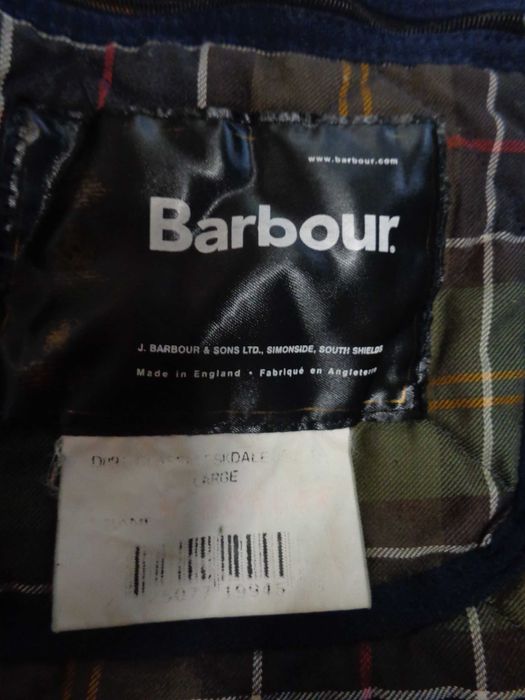 www.barbour.com
Barbour.
J. BARBOUR & SONS LTD., SIMONSIDE, SOUTH SHIELDS
Made in England • Fabriqué en Angleterre
LARGE